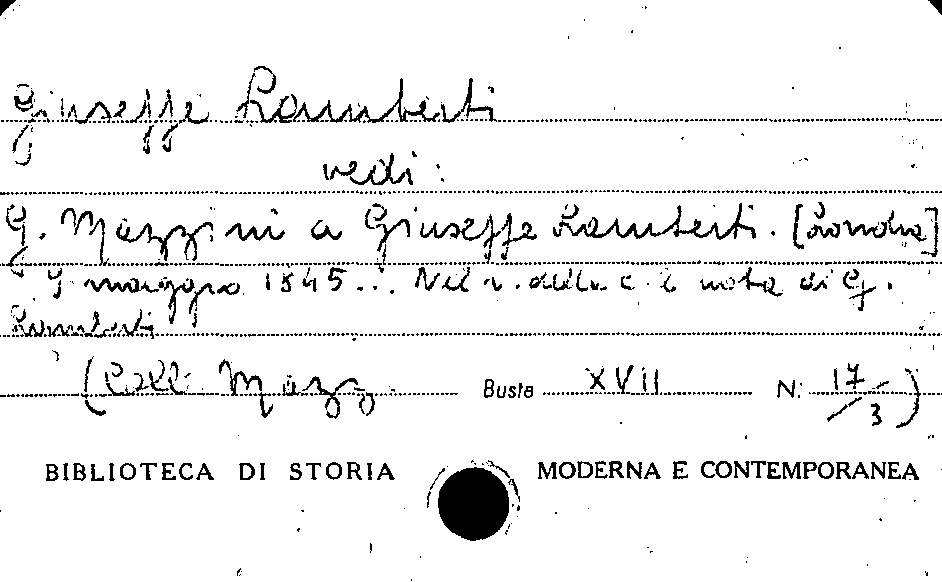 Giuseppe Lamberti
vedi:
G. Mazzini a Giuseppe Lamberti. [Londra]
9 maggio 1845... Nel v. della c. è nota di G.
Lamberti
(Coll. Mazz. Busta XVII N. 17/3)
BIBLIOTECA DI STORIA MODERNA E CONTEMPORANEA